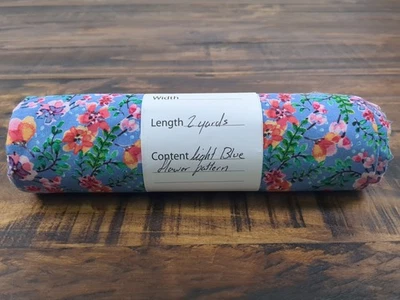 Width
Length 2 yards
Content Light Blue
flower pattern